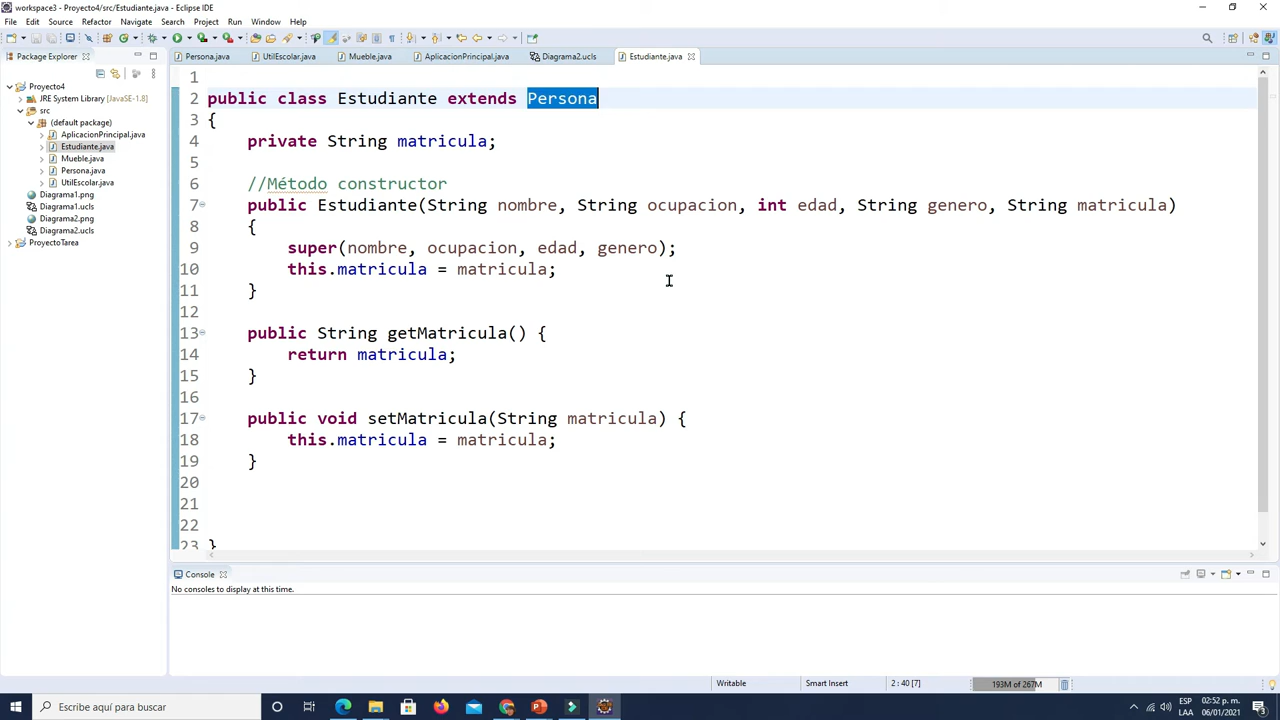 workspace3 - Proyecto4/src/Estudiante.java - Eclipse IDE
File Edit Source Refactor Navigate Search Project Run Window Help
Package Explorer
Persona.java UtilEscolar.java Mueble.java AplicacionPrincipal.java Diagrama2.ucls Estudiante.java
Proyecto4
JRE System Library [JavaSE-1.8]
src
(default package)
AplicacionPrincipal.java
Estudiante.java
Mueble.java
Persona.java
UtilEscolar.java
Diagrama1.png
Diagrama1.ucls
Diagrama2.png
Diagrama2.ucls
ProyectoTarea
1
2 public class Estudiante extends Persona
3 {
4 private String matricula;
5
6 //Método constructor
7 public Estudiante(String nombre, String ocupacion, int edad, String genero, String matricula)
8 {
9 super(nombre, ocupacion, edad, genero);
10 this.matricula = matricula;
11 }
12
13 public String getMatricula() {
14 return matricula;
15 }
16
17 public void setMatricula(String matricula) {
18 this.matricula = matricula;
19 }
20
21
22
23 }
Console
No consoles to display at this time.
Writable Smart Insert 2 : 40 [7] 193M of 267M
Escribe aquí para buscar
ESP 02:52 p. m.
LAA 06/01/2021